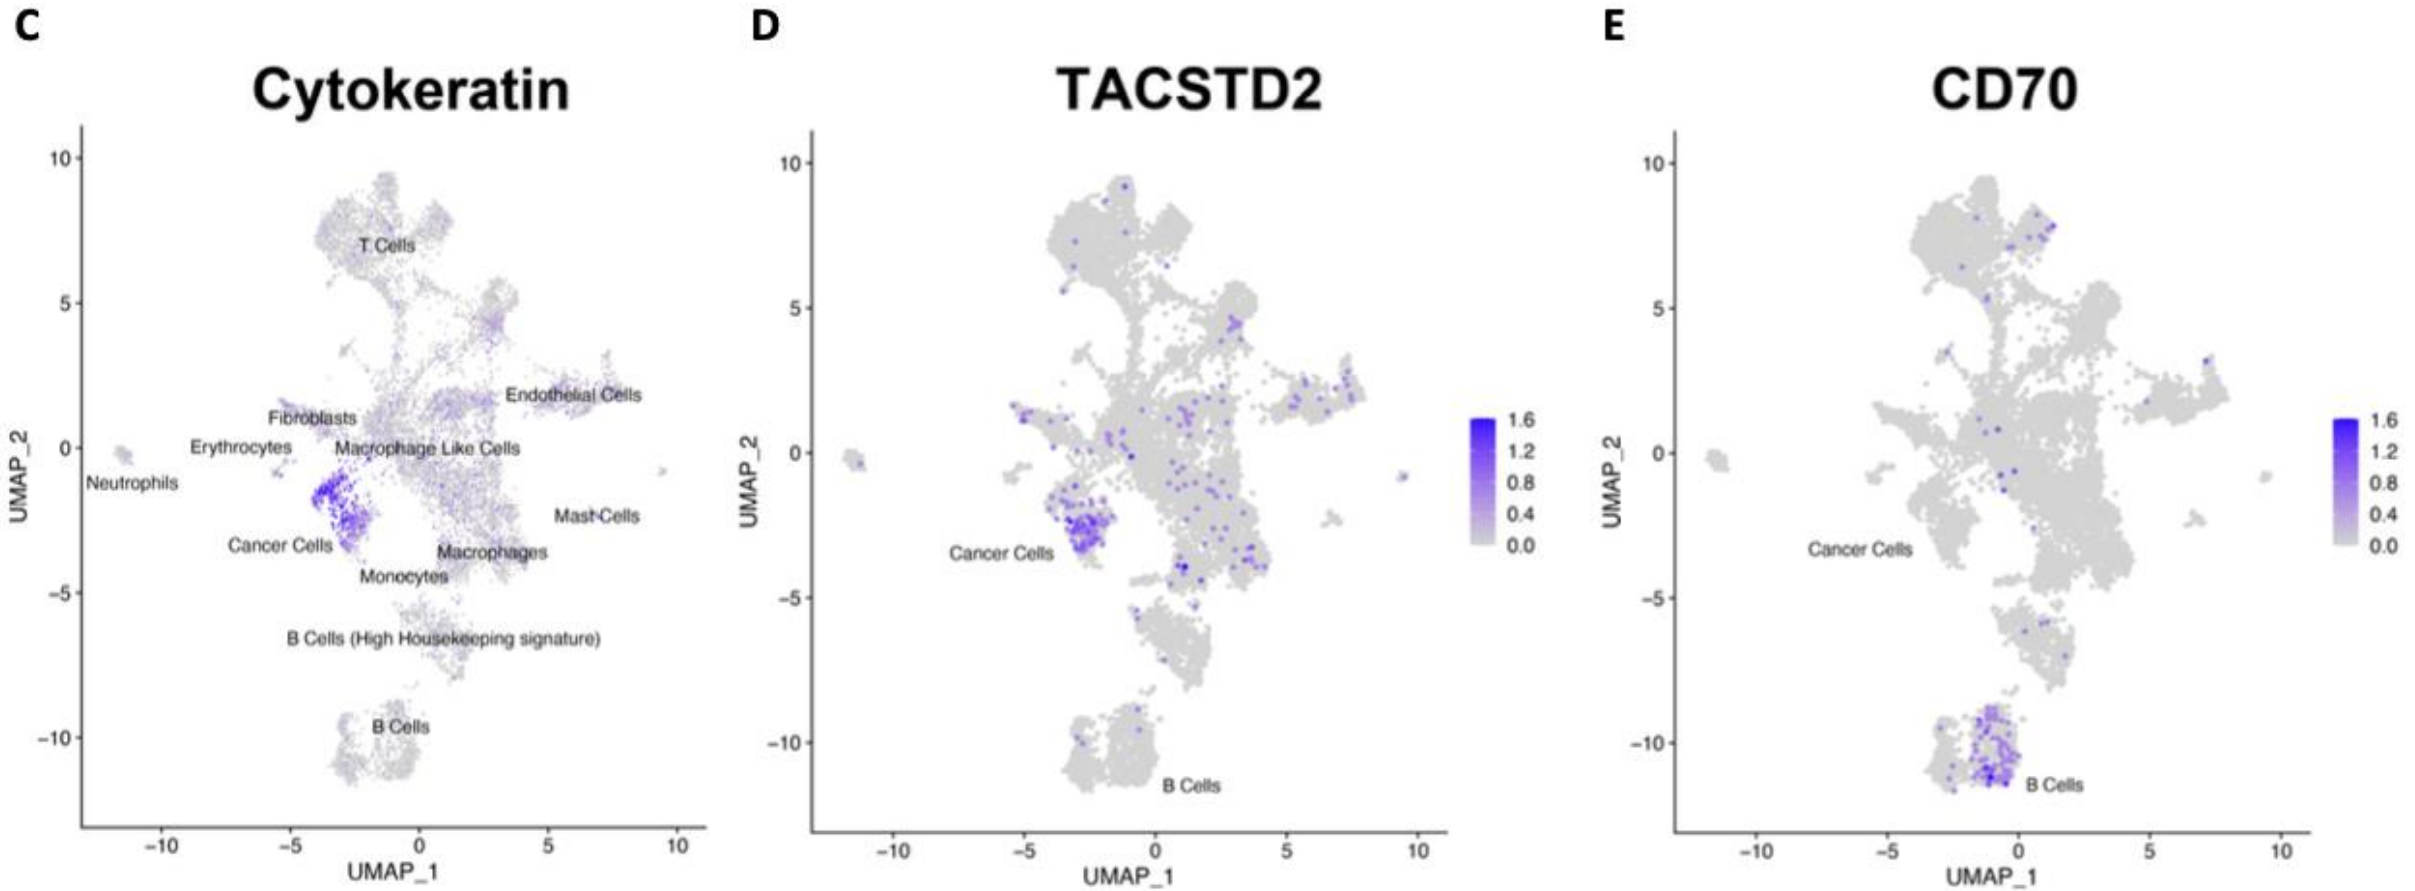 C
D
E
Cytokeratin
TACSTD2
CD70
10
5
0
−5
−10
UMAP_2
T Cells
Endothelial Cells
Fibroblasts
Erythrocytes
Macrophage Like Cells
Neutrophils
Mast Cells
Cancer Cells
Macrophages
Monocytes
B Cells (High Housekeeping signature)
B Cells
−10
−5
0
5
10
UMAP_1
10
5
0
−5
−10
UMAP_2
Cancer Cells
B Cells
−10
−5
0
5
10
UMAP_1
1.6
1.2
0.8
0.4
0.0
10
5
0
−5
−10
UMAP_2
Cancer Cells
B Cells
−10
−5
0
5
10
UMAP_1
1.6
1.2
0.8
0.4
0.0